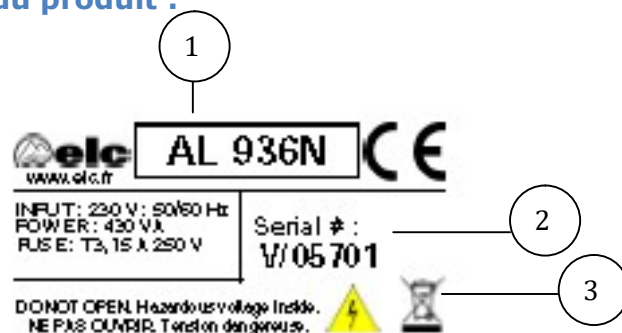 du produit :
1
elc
AL 936N
CE
www.elc.fr
INPUT: 230 V: 50/60 Hz
POWER: 430 VA
FUSE: T3,15 A 250 V
Serial # :
V/05701
2
3
DO NOT OPEN. Hazardous voltage inside.
NE PAS OUVRIR. Tension dangereuse.